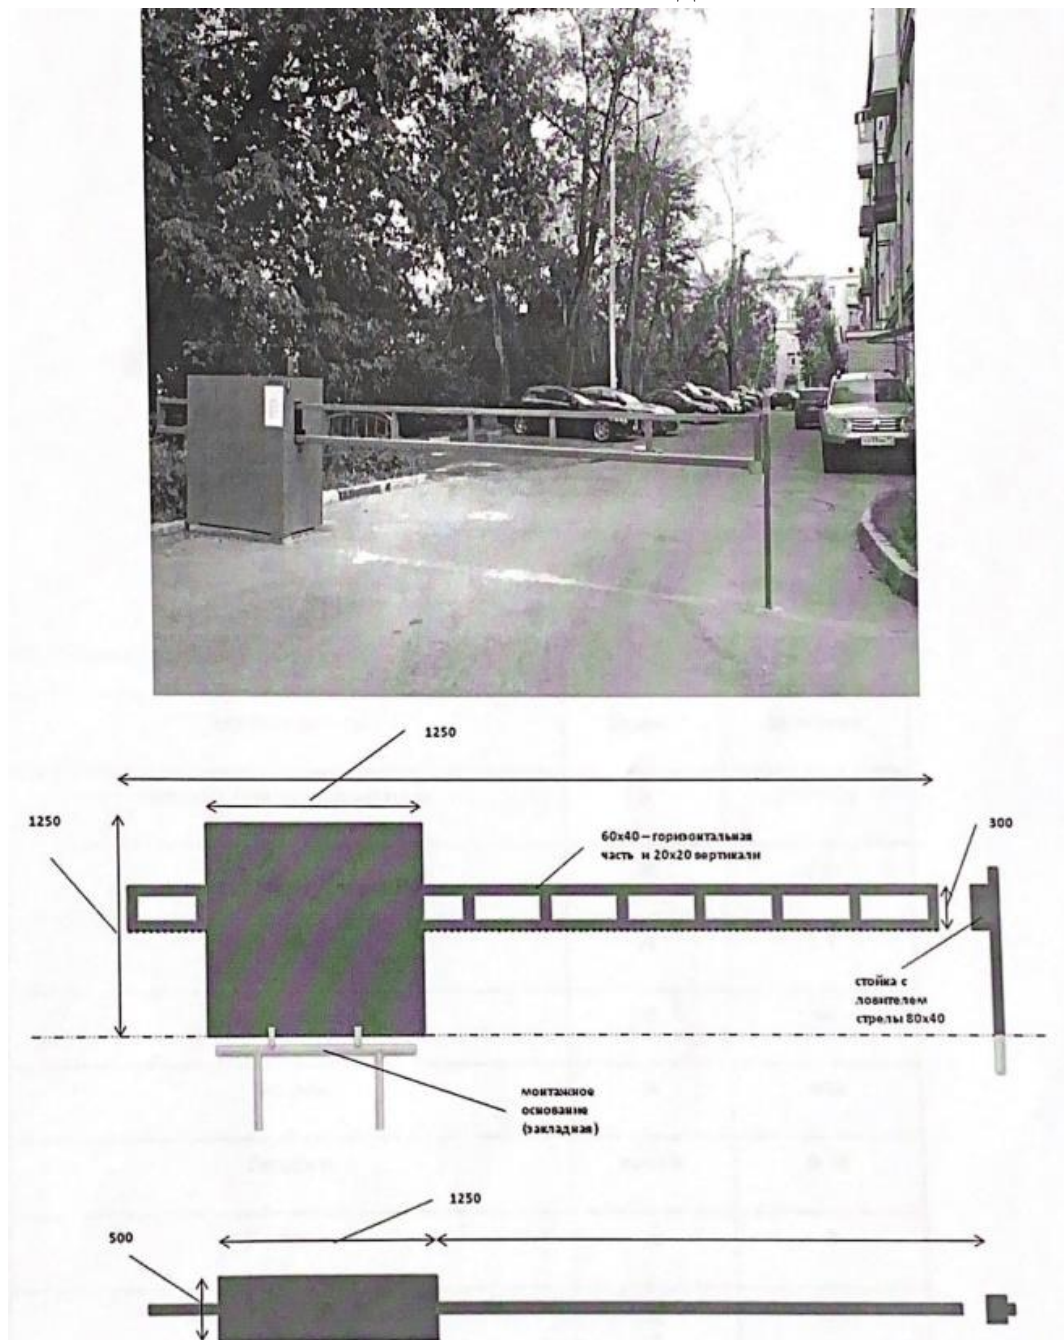 1250
1250
60х40 – горизонтальная
часть и 20х20 вертикали
300
стойка с
ловителем
стрелы 80х40
монтажное
основание
(закладная)
1250
500